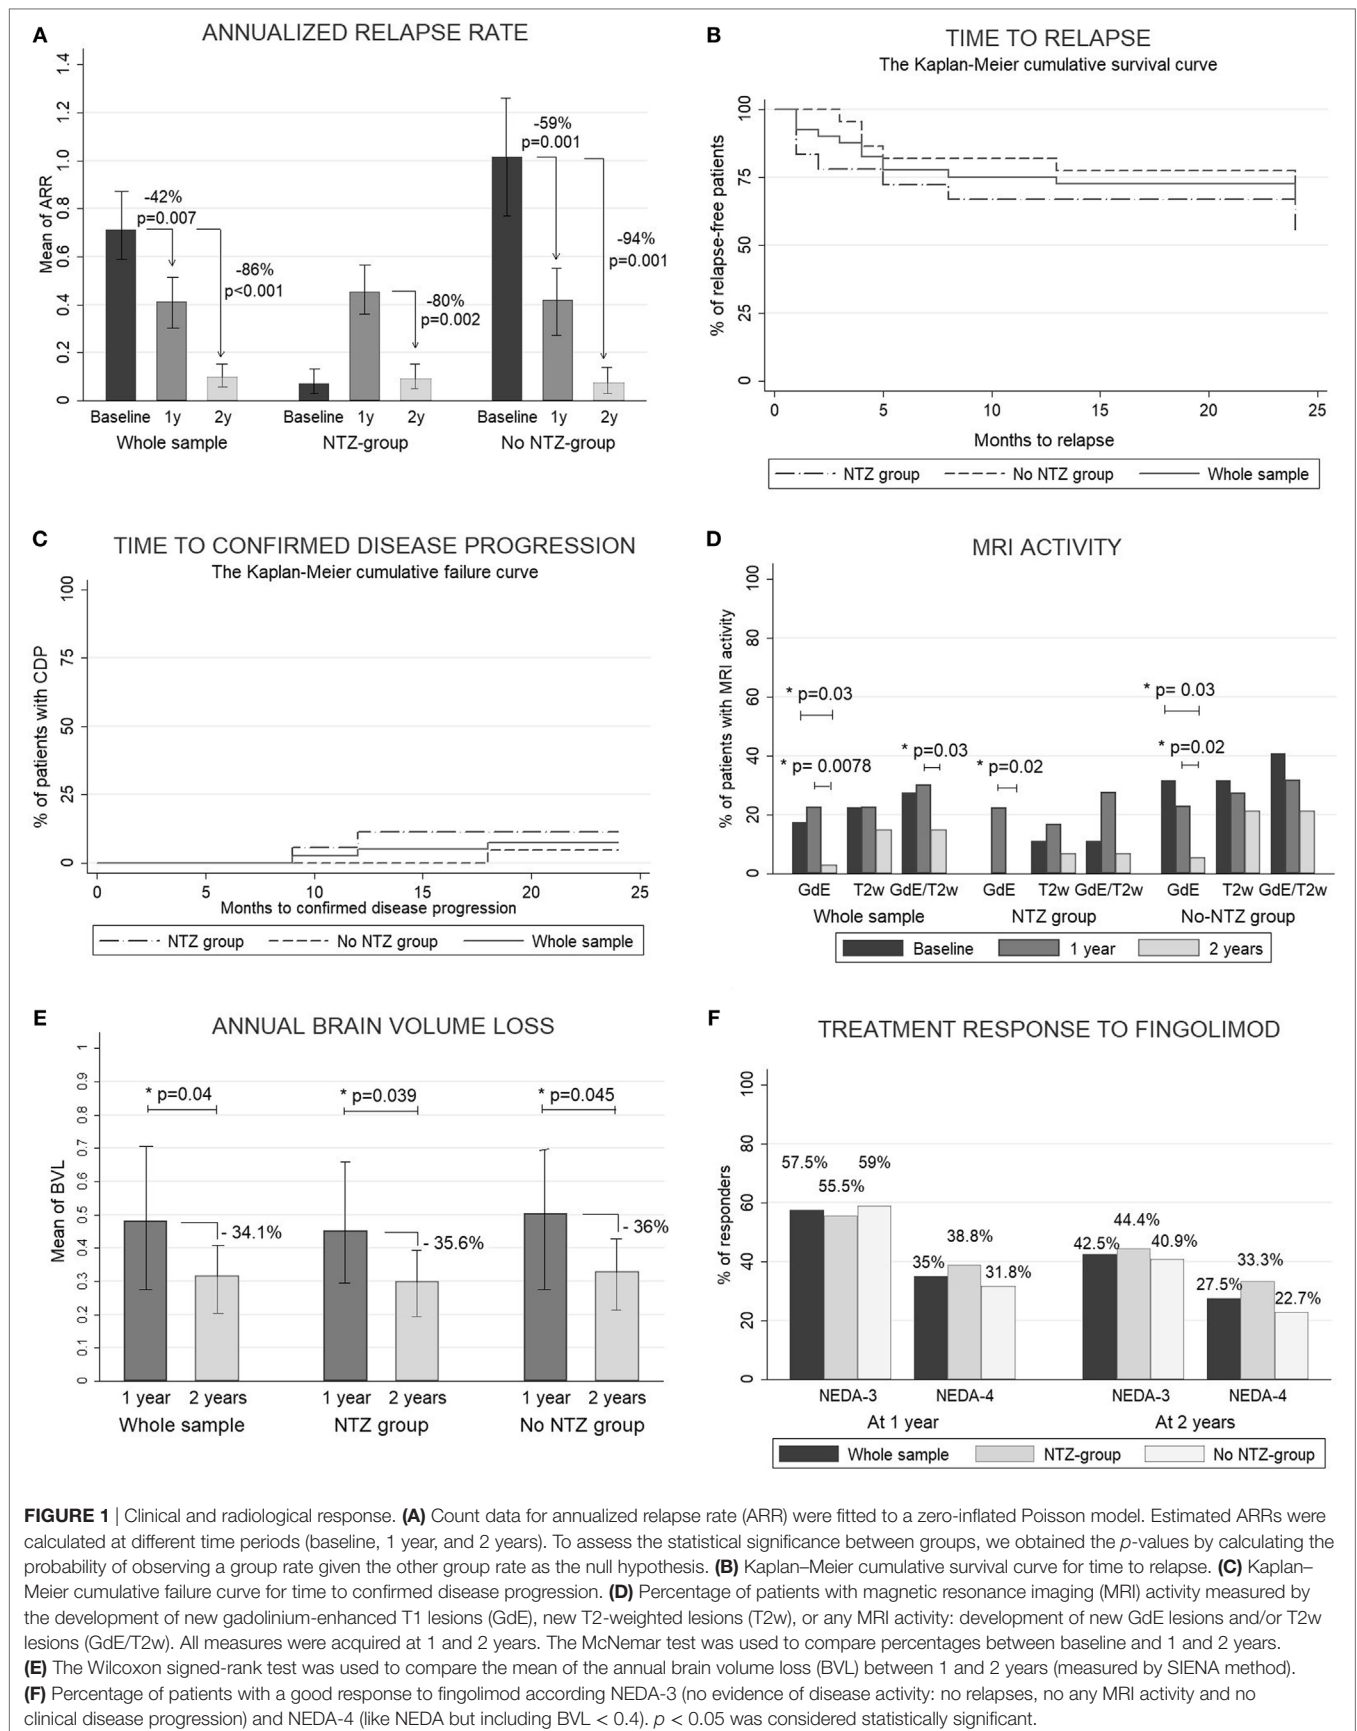 A
ANNUALIZED RELAPSE RATE
Mean of ARR
1.4
1.2
1.0
0.8
0.6
0.4
0.2
0
-42%
p=0.007
-86%
p<0.001
-80%
p=0.002
-59%
p=0.001
-94%
p=0.001
Baseline 1y 2y Baseline 1y 2y Baseline 1y 2y
Whole sample NTZ-group No NTZ-group
B
TIME TO RELAPSE
The Kaplan-Meier cumulative survival curve
% of relapse-free patients
100
75
50
25
0
0 5 10 15 20 25
Months to relapse
NTZ group No NTZ group Whole sample
C
TIME TO CONFIRMED DISEASE PROGRESSION
The Kaplan-Meier cumulative failure curve
% of patients with CDP
100
75
50
25
0
0 5 10 15 20 25
Months to confirmed disease progression
NTZ group No NTZ group Whole sample
D
MRI ACTIVITY
% of patients with MRI activity
100
80
60
40
20
0
* p=0.03
* p= 0.0078
* p=0.03
* p=0.02
* p= 0.03
* p=0.02
GdE T2w GdE/T2w GdE T2w GdE/T2w GdE T2w GdE/T2w
Whole sample NTZ group No-NTZ group
Baseline 1 year 2 years
E
ANNUAL BRAIN VOLUME LOSS
Mean of BVL
1
0.9
0.8
0.7
0.6
0.5
0.4
0.3
0.2
0.1
0
* p=0.04
* p=0.039
* p=0.045
- 34.1%
- 35.6%
- 36%
1 year 2 years 1 year 2 years 1 year 2 years
Whole sample NTZ group No NTZ group
F
TREATMENT RESPONSE TO FINGOLIMOD
% of responders
100
80
60
40
20
0
57.5%
55.5%
59%
35%
38.8%
31.8%
42.5%
44.4%
40.9%
27.5%
33.3%
22.7%
NEDA-3 NEDA-4 NEDA-3 NEDA-4
At 1 year At 2 years
Whole sample NTZ-group No NTZ-group
FIGURE 1 | Clinical and radiological response. (A) Count data for annualized relapse rate (ARR) were fitted to a zero-inflated Poisson model. Estimated ARRs were
calculated at different time periods (baseline, 1 year, and 2 years). To assess the statistical significance between groups, we obtained the p-values by calculating the
probability of observing a group rate given the other group rate as the null hypothesis. (B) Kaplan–Meier cumulative survival curve for time to relapse. (C) Kaplan–
Meier cumulative failure curve for time to confirmed disease progression. (D) Percentage of patients with magnetic resonance imaging (MRI) activity measured by
the development of new gadolinium-enhanced T1 lesions (GdE), new T2-weighted lesions (T2w), or any MRI activity: development of new GdE lesions and/or T2w
lesions (GdE/T2w). All measures were acquired at 1 and 2 years. The McNemar test was used to compare percentages between baseline and 1 and 2 years.
(E) The Wilcoxon signed-rank test was used to compare the mean of the annual brain volume loss (BVL) between 1 and 2 years (measured by SIENA method).
(F) Percentage of patients with a good response to fingolimod according NEDA-3 (no evidence of disease activity: no relapses, no any MRI activity and no
clinical disease progression) and NEDA-4 (like NEDA but including BVL < 0.4). p < 0.05 was considered statistically significant.